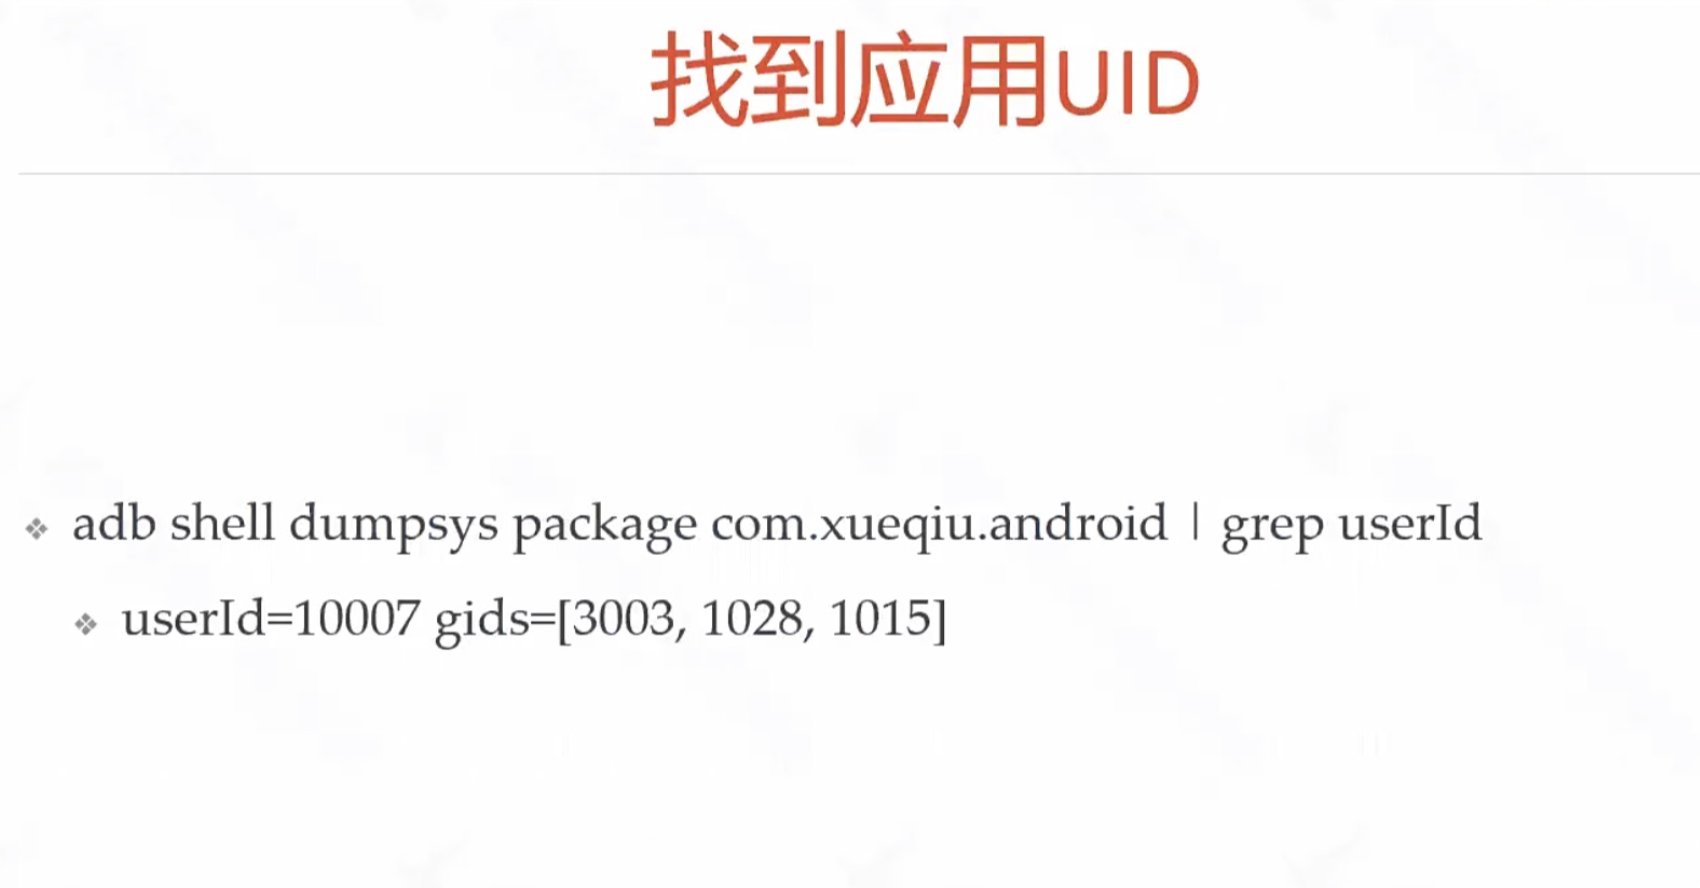 找到应用UID
adb shell dumpsys package com.xueqiu.android | grep userId
userId=10007 gids=[3003, 1028, 1015]